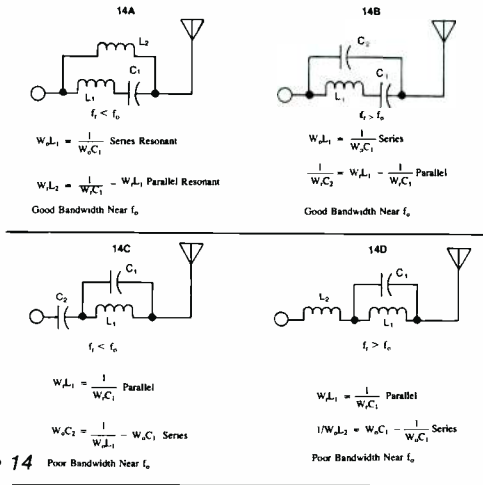 14A
L₂
L₁
C₁
fᵣ < fₒ
WₒL₁ = 1/WₒC₁ Series Resonant
WᵣL₂ = 1/WᵣC₁ - WᵣL₁ Parallel Resonant
Good Bandwidth Near fₒ
14B
C₂
C₁
L₁
fᵣ > fₒ
WₒL₁ = 1/WₒC₁ Series
1/WᵣC₂ = WᵣL₁ - 1/WᵣC₁ Parallel
Good Bandwidth Near fₒ
14C
C₁
C₂
L₁
fᵣ < fₒ
WᵣL₁ = 1/WᵣC₁ Parallel
WₒC₂ = 1/WₒL₁ - WₒC₁ Series
14 Poor Bandwidth Near fₒ
14D
C₁
L₂
L₁
fᵣ > fₒ
WᵣL₁ = 1/WᵣC₁ Parallel
1/WₒL₂ = WₒC₁ - 1/WₒC₁ Series
Poor Bandwidth Near fₒ